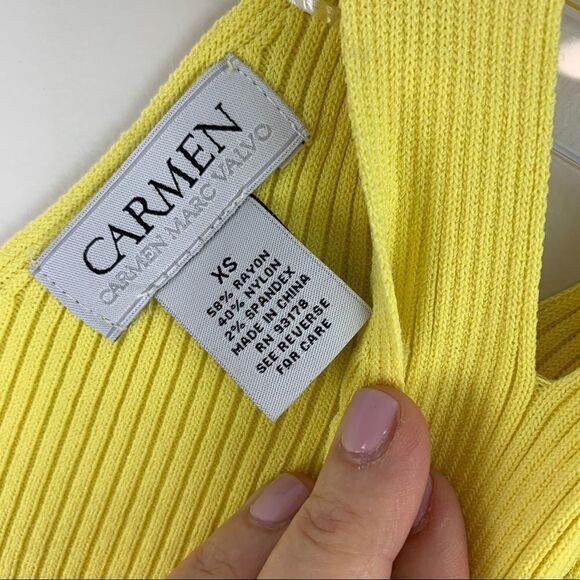 CARMEN
CARMEN MARC VALVO
XS
58% RAYON
40% NYLON
2% SPANDEX
MADE IN CHINA
RN 93178
SEE REVERSE
FOR CARE